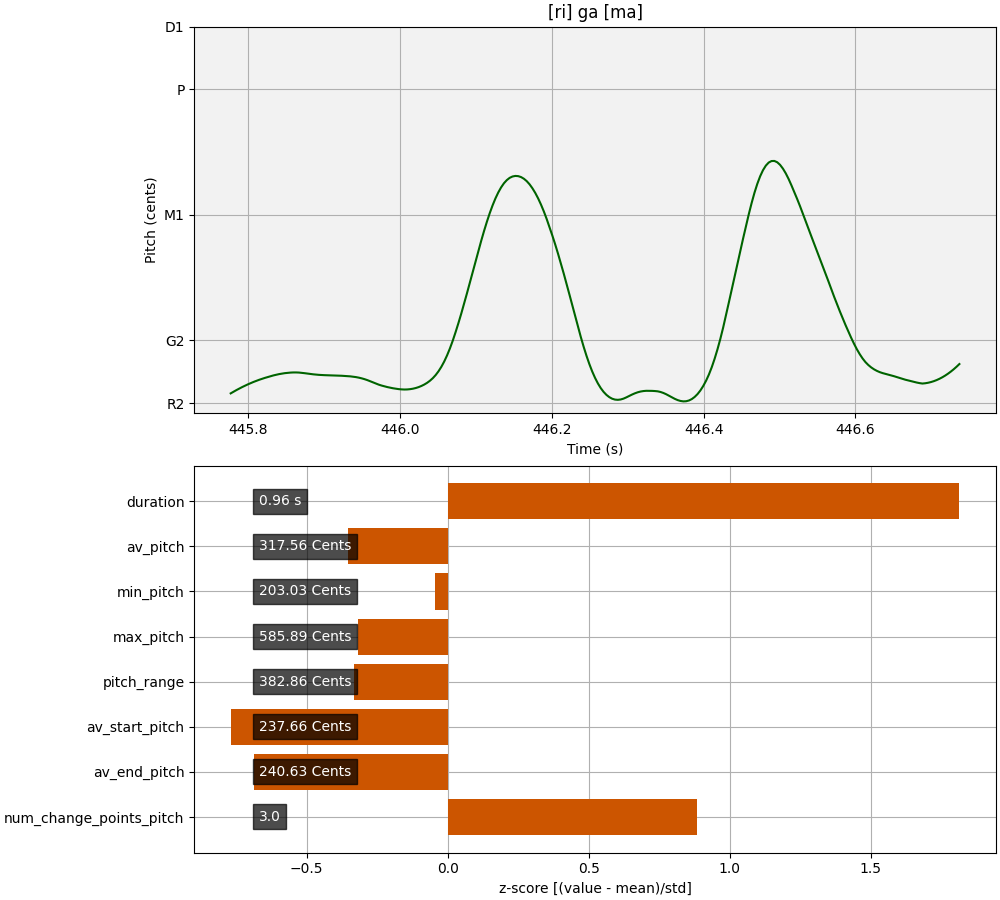 [ri] ga [ma]
D1
P
M1
G2
R2
Pitch (cents)
445.8 446.0 446.2 446.4 446.6
Time (s)
duration 0.96 s
av_pitch 317.56 Cents
min_pitch 203.03 Cents
max_pitch 585.89 Cents
pitch_range 382.86 Cents
av_start_pitch 237.66 Cents
av_end_pitch 240.63 Cents
num_change_points_pitch 3.0
−0.5 0.0 0.5 1.0 1.5
z-score [(value - mean)/std]